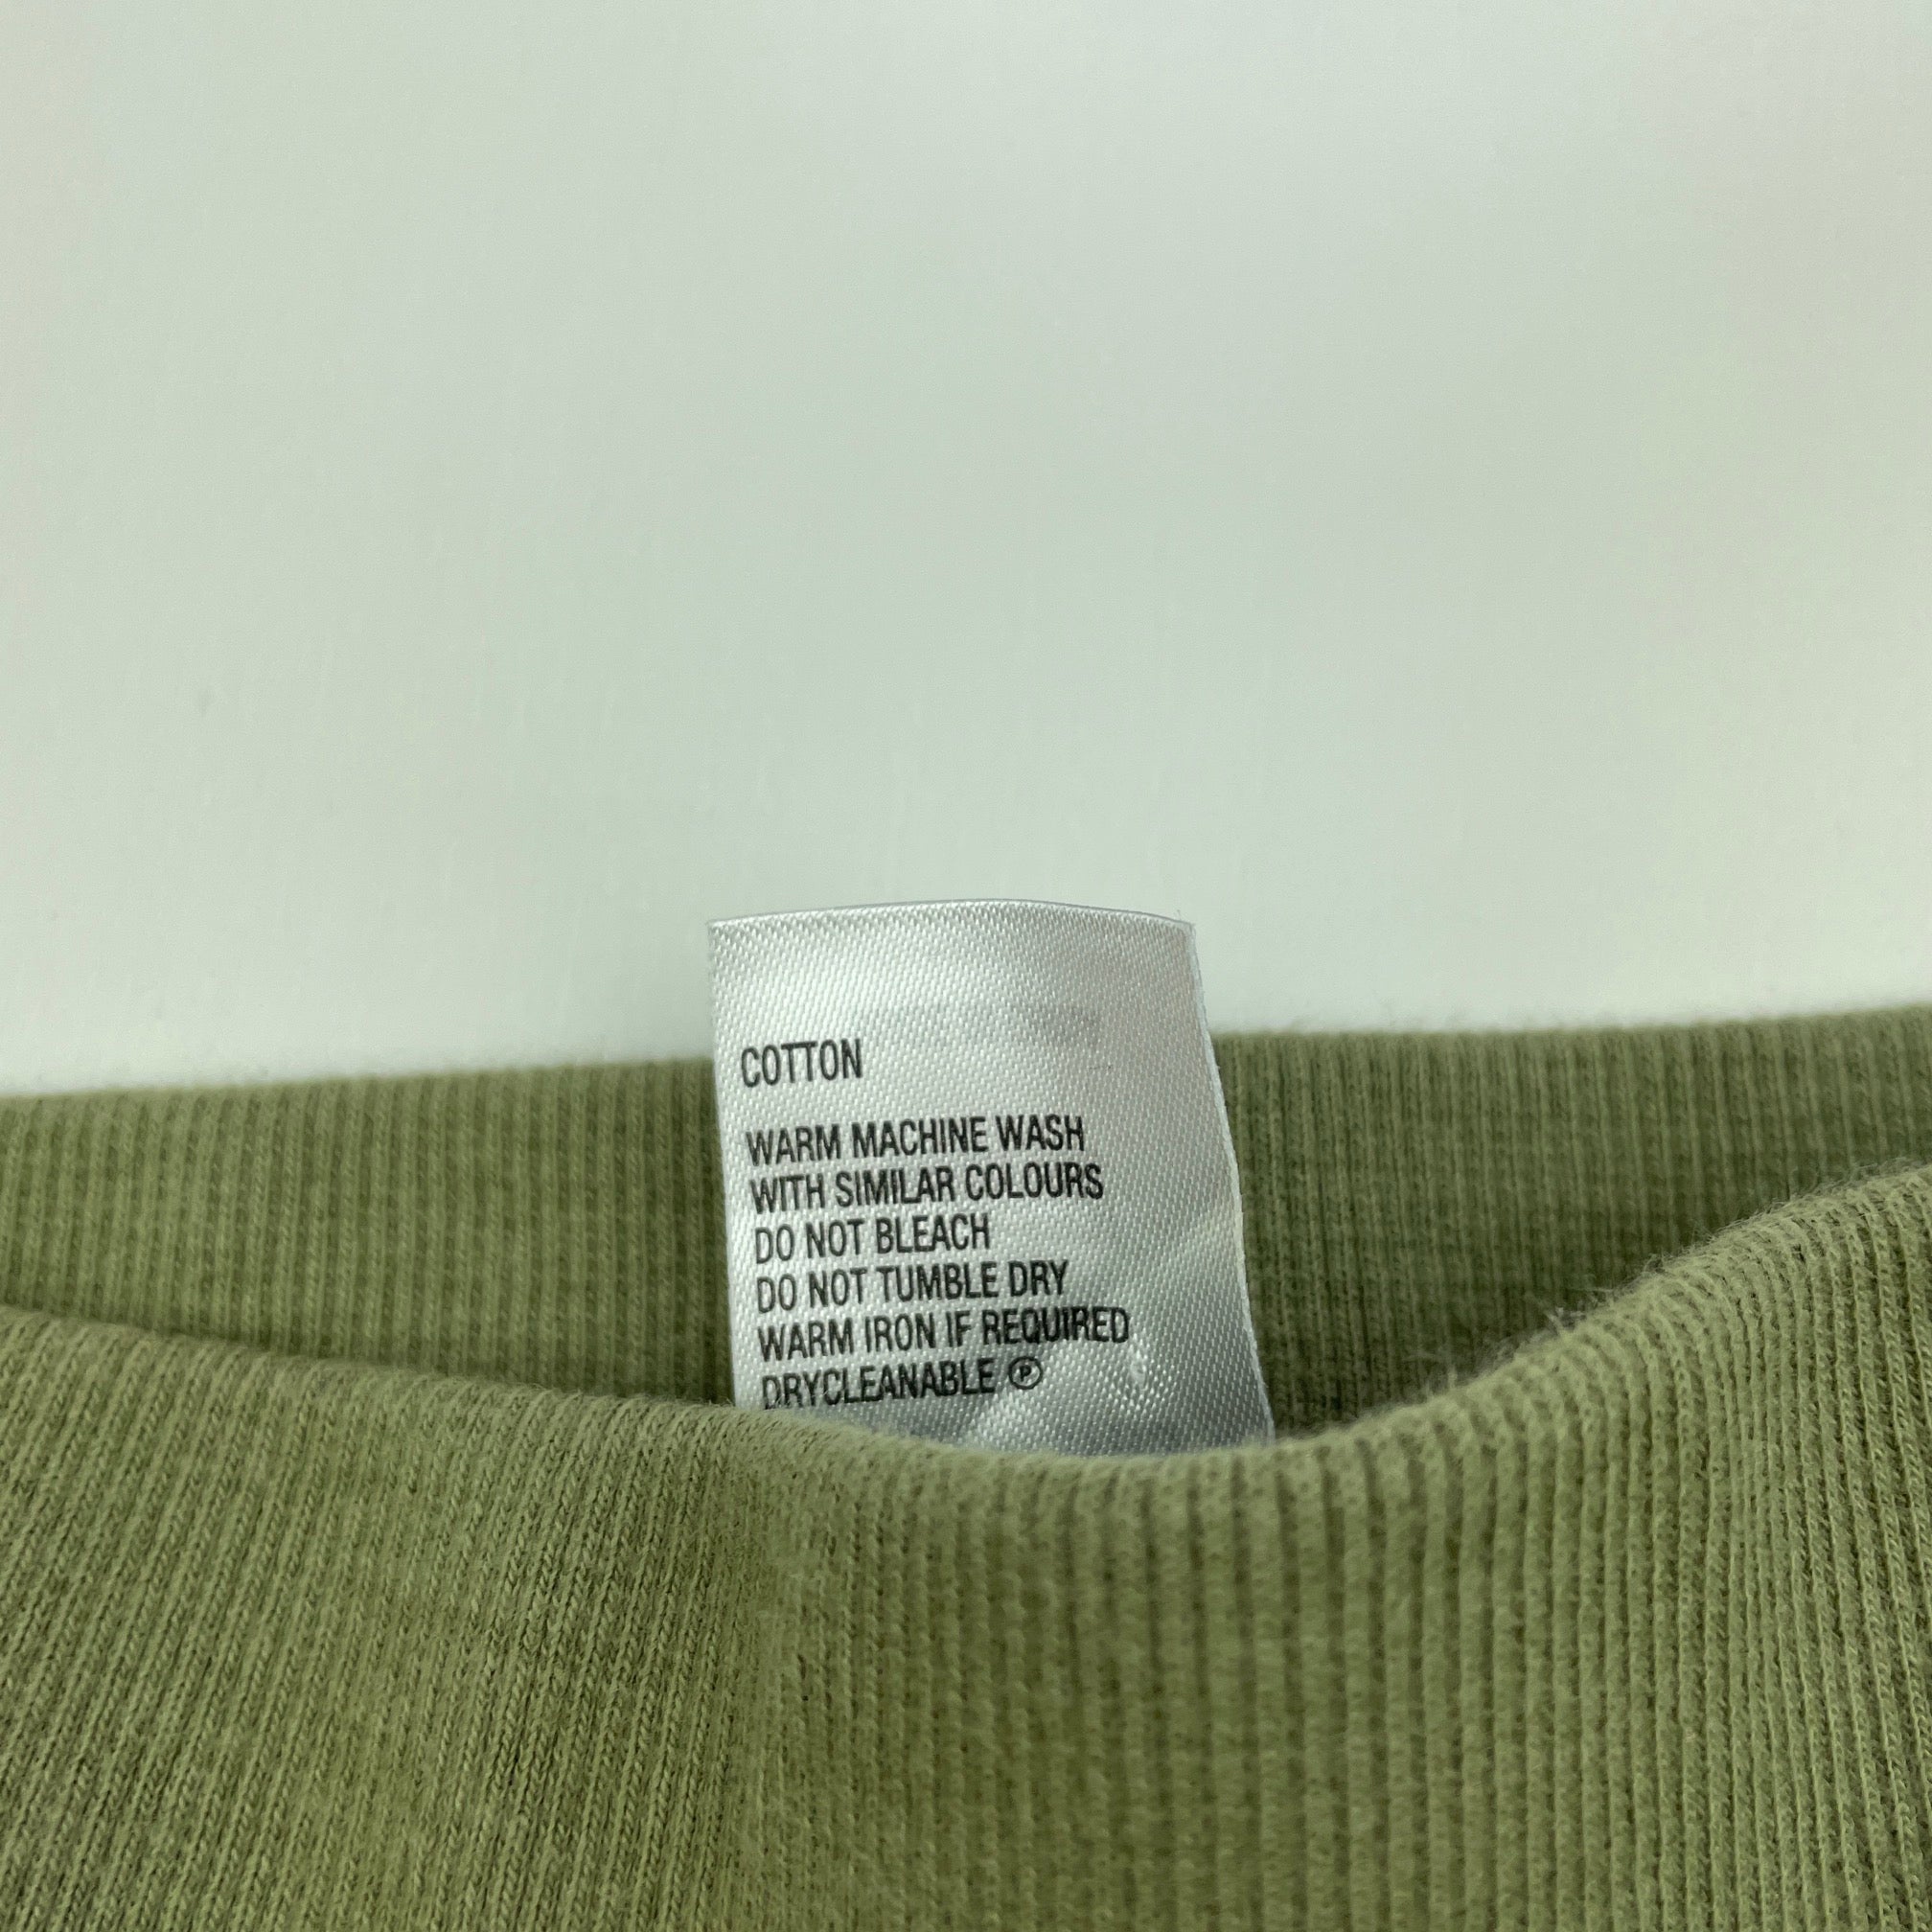 COTTON
WARM MACHINE WASH
WITH SIMILAR COLOURS
DO NOT BLEACH
DO NOT TUMBLE DRY
WARM IRON IF REQUIRED
DRYCLEANABLE Ⓟ